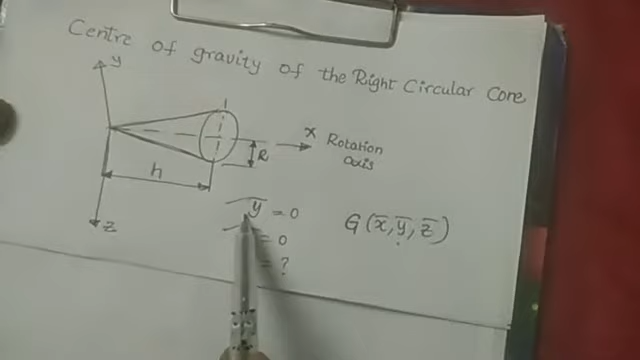 Centre of gravity of the Right Circular Cone
y
x Rotation
axis
R
h
z
y̅ = 0
= 0
= ?
G (x̅, y̅, z̅)